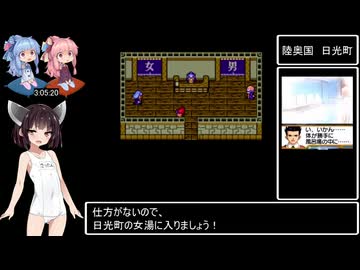 陸奥国 日光町
女
男
3:05:20
い、いかん…
体が勝手に
風呂場の中に……
仕方がないので、
日光町の女湯に入りましょう！